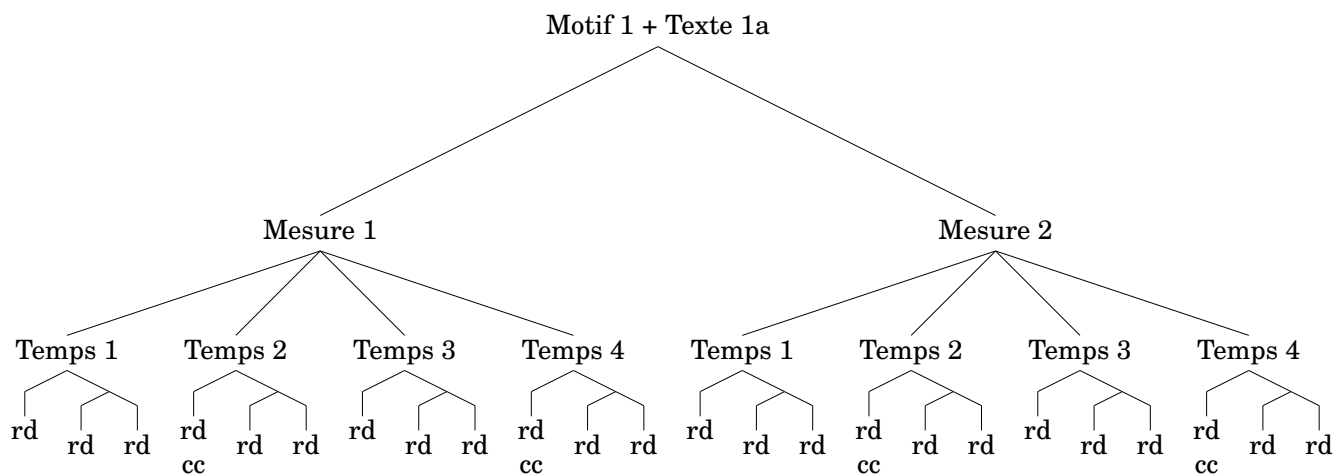 Motif 1 + Texte 1a
Mesure 1 Mesure 2
Temps 1 Temps 2 Temps 3 Temps 4 Temps 1 Temps 2 Temps 3 Temps 4
rd rd rd rd rd rd rd rd rd rd rd rd rd rd rd rd rd rd rd rd rd rd rd rd
cc cc cc cc